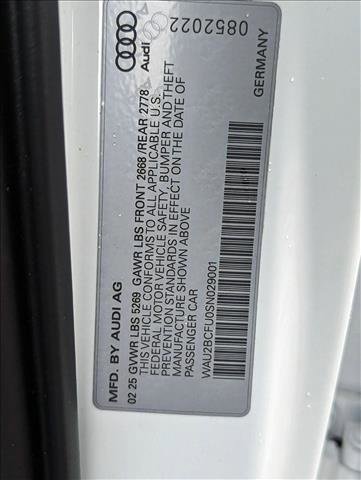 MFD. BY AUDI AG
02 25 GVWR LBS 5269 GAWR LBS FRONT 2668 / REAR 2778
THIS VEHICLE CONFORMS TO ALL APPLICABLE U.S.
FEDERAL MOTOR VEHICLE SAFETY, BUMPER AND THEFT
PREVENTION STANDARDS IN EFFECT ON THE DATE OF
MANUFACTURE SHOWN ABOVE
PASSENGER CAR
WAU2BCFU0SN029001
Audi
0852022
GERMANY